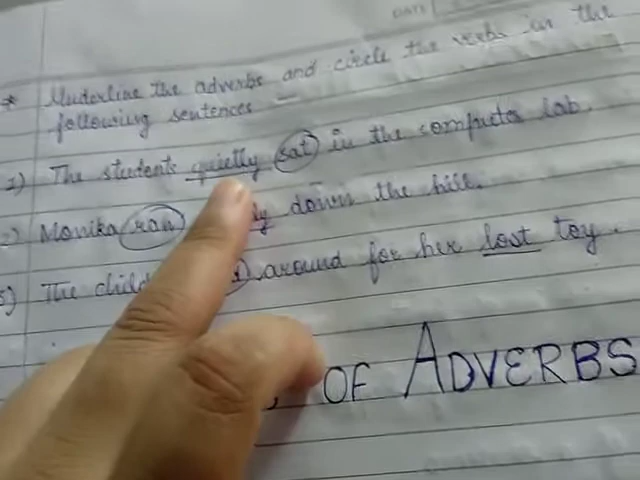 DATE
* Underline the adverbs and circle the verbs in the
following sentences —
1) The students quietly sat in the computer lab.
2) Monika ran down the hill.
3) The child around for her lost toy.
OF ADVERBS